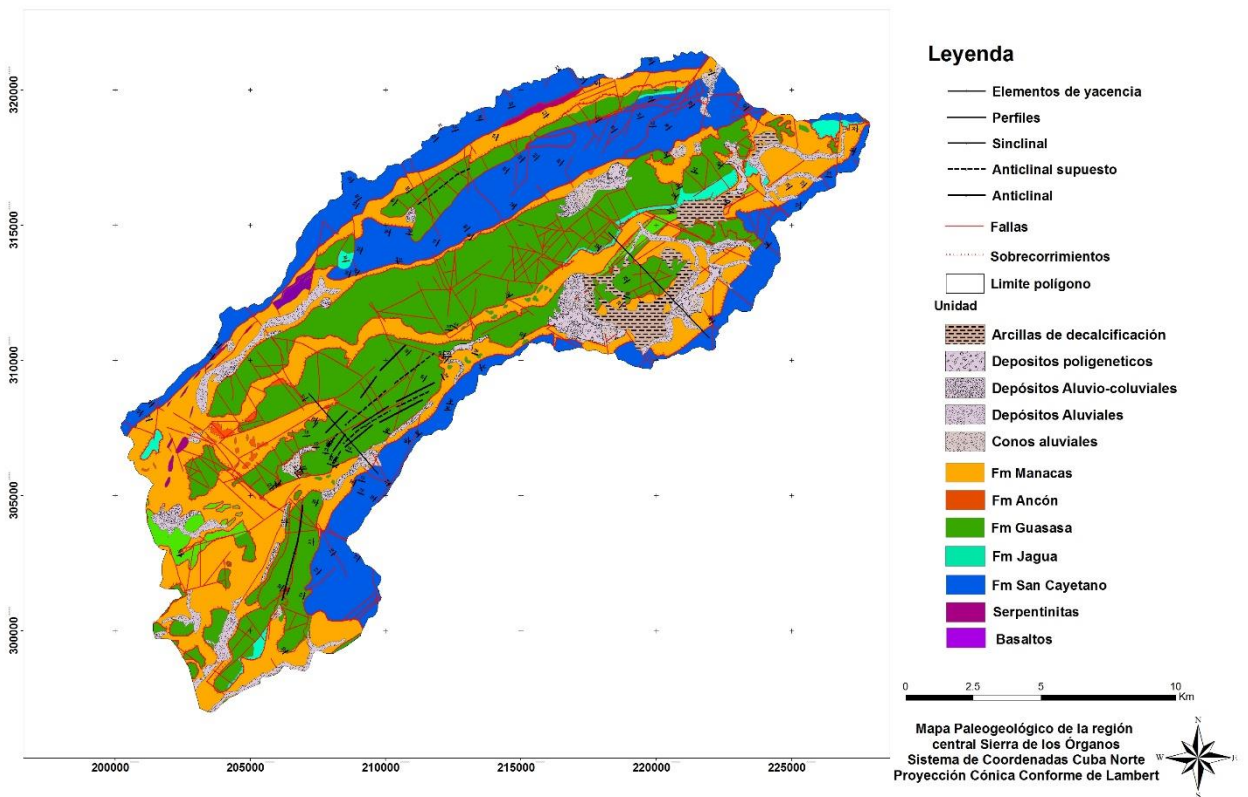 320000
315000
310000
305000
300000
200000
205000
210000
215000
220000
225000
Leyenda
Elementos de yacencia
Perfiles
Sinclinal
Anticlinal supuesto
Anticlinal
Fallas
Sobrecorrimientos
Limite polígono
Unidad
Arcillas de decalcificación
Depositos poligeneticos
Depósitos Aluvio-coluviales
Depósitos Aluviales
Conos aluviales
Fm Manacas
Fm Ancón
Fm Guasasa
Fm Jagua
Fm San Cayetano
Serpentinitas
Basaltos
0 2.5 5 10
Km
Mapa Paleogeológico de la región
central Sierra de los Órganos
Sistema de Coordenadas Cuba Norte
Proyección Cónica Conforme de Lambert
N
W
S